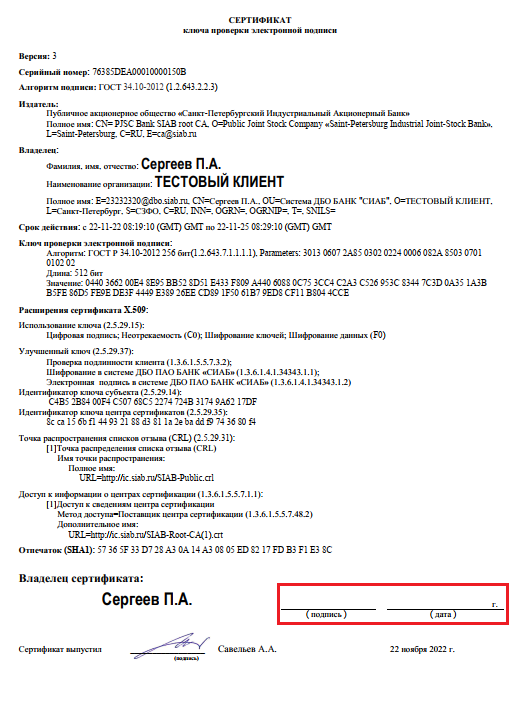 СЕРТИФИКАТ
ключа проверки электронной подписи
Версия: 3
Серийный номер: 76385DEA00010000150B
Алгоритм подписи: ГОСТ 34.10-2012 (1.2.643.2.2.3)
Издатель:
Публичное акционерное общество «Санкт-Петербургский Индустриальный Акционерный Банк»
Полное имя: CN= PJSC Bank SIAB root CA, O=Public Joint Stock Company «Saint-Petersburg Industrial Joint-Stock Bank»,
L=Saint-Petersburg, C=RU, E=ca@siab.ru
Владелец:
Фамилия, имя, отчество: Сергеев П.А.
Наименование организации: ТЕСТОВЫЙ КЛИЕНТ
Полное имя: E=23232320@dbo.siab.ru, CN=Сергеев П.А., OU=Система ДБО БАНК "СИАБ", O=ТЕСТОВЫЙ КЛИЕНТ,
L=Санкт-Петербург, S=СЗФО, C=RU, INN=, OGRN=, OGRNIP=, T=, SNILS=
Срок действия: с 22-11-22 08:19:10 (GMT) GMT по 22-11-25 08:29:10 (GMT) GMT
Ключ проверки электронной подписи:
Алгоритм: ГОСТ Р 34.10-2012 256 бит(1.2.643.7.1.1.1.1), Parameters: 3013 0607 2A85 0302 0224 0006 082A 8503 0701
0102 02
Длина: 512 бит
Значение: 0440 3662 00E4 8E95 BB52 8D51 E433 F809 A440 6088 0C75 3CC4 C2A3 C526 953C 8344 7C3D 0A35 1A3B
B5FE 86D5 FE9E DE3F 4449 E389 26EE CD89 1F50 61B7 9ED8 CF11 B804 4CCE
Расширения сертификата X.509:
Использование ключа (2.5.29.15):
Цифровая подпись; Неотрекаемость (C0); Шифрование ключей; Шифрование данных (F0)
Улучшенный ключ (2.5.29.37):
Проверка подлинности клиента (1.3.6.1.5.5.7.3.2);
Шифрование в системе ДБО ПАО БАНК «СИАБ» (1.3.6.1.4.1.34343.1.1);
Электронная подпись в системе ДБО ПАО БАНК «СИАБ» (1.3.6.1.4.1.34343.1.2)
Идентификатор ключа субъекта (2.5.29.14):
C4B5 2B84 00F4 C507 68C5 2274 724B 3174 9A62 17DF
Идентификатор ключа центра сертификатов (2.5.29.35):
8c ca 15 6b f1 44 93 21 88 d3 81 1a 2e ba dd f9 74 36 80 f4
Точка распространения списков отзыва (CRL) (2.5.29.31):
[1]Точка распределения списка отзыва (CRL)
Имя точки распространения:
Полное имя:
URL=http://ic.siab.ru/SIAB-Public.crl
Доступ к информации о центрах сертификации (1.3.6.1.5.5.7.1.1):
[1]Доступ к сведениям центра сертификации
Метод доступа=Поставщик центра сертификации (1.3.6.1.5.5.7.48.2)
Дополнительное имя:
URL=http://ic.siab.ru/SIAB-Root-CA(1).crt
Отпечаток (SHA1): 57 36 5F 33 D7 28 A3 0A 14 A3 08 05 ED 82 17 FD B3 F1 E3 8C
Владелец сертификата:
Сергеев П.А.
г.
( подпись ) ( дата )
Сертификат выпустил Савельев А.А. 22 ноября 2022 г.
(подпись)